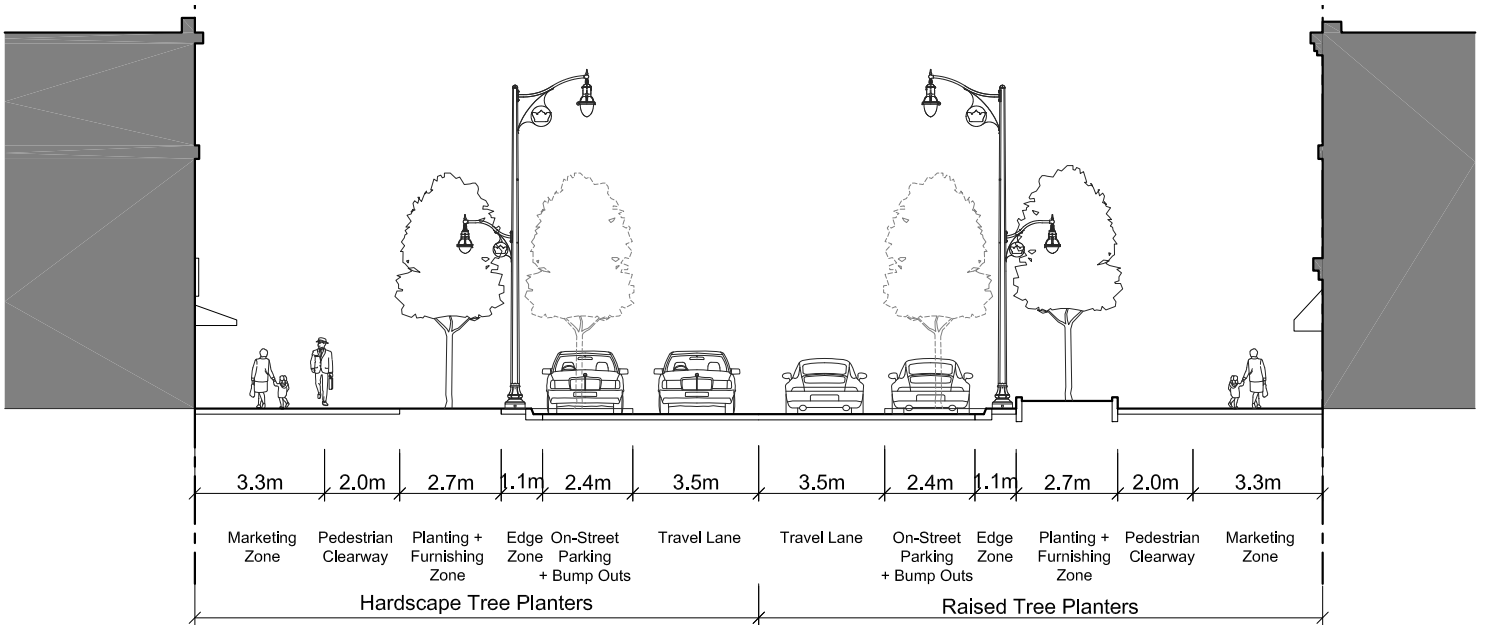 3.3m 2.0m 2.7m 1.1m 2.4m 3.5m 3.5m 2.4m 1.1m 2.7m 2.0m 3.3m
Marketing
Zone
Pedestrian
Clearway
Planting +
Furnishing
Zone
Edge
Zone
On-Street
Parking
+ Bump Outs
Travel Lane
Travel Lane
On-Street
Parking
+ Bump Outs
Edge
Zone
Planting +
Furnishing
Zone
Pedestrian
Clearway
Marketing
Zone
Hardscape Tree Planters
Raised Tree Planters